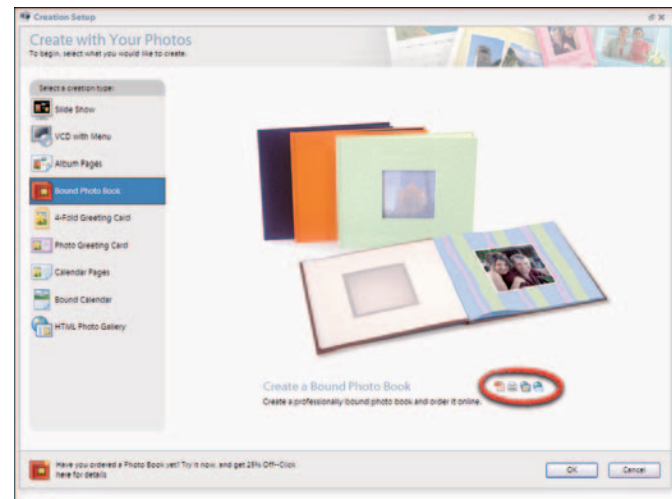 Creation Setup
Create with Your Photos
To begin, select what you would like to create.
Select a creation type:
Slide Show
VCD with Menu
Album Pages
Bound Photo Book
4-Fold Greeting Card
Photo Greeting Card
Calendar Pages
Bound Calendar
HTML Photo Gallery
Create a Bound Photo Book
Create a professionally bound photo book and order it online.
Have you ordered a Photo Book yet? Try it now, and get 25% Off--Click
here for details
OK
Cancel